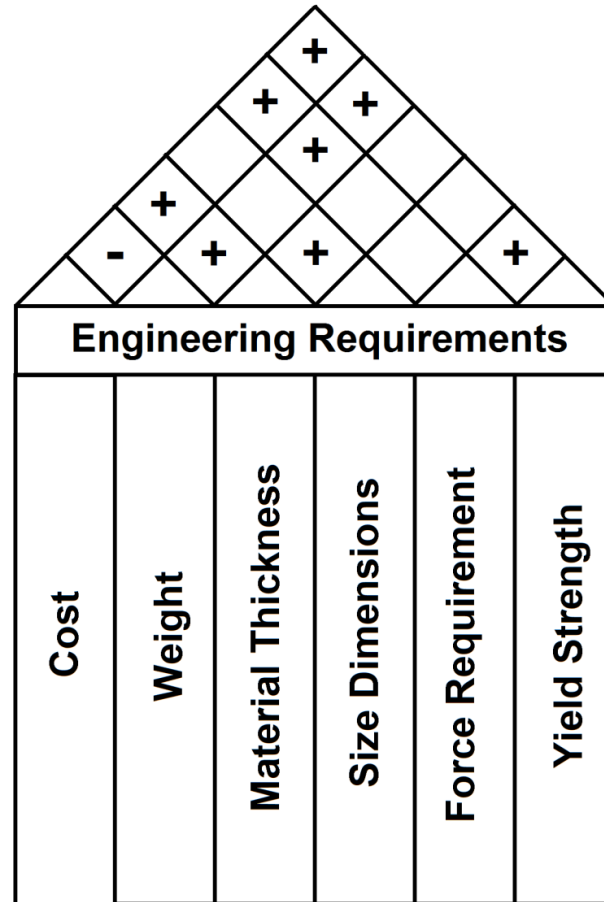 +
+ +
+
+
- + + +
Engineering Requirements
Cost
Weight
Material Thickness
Size Dimensions
Force Requirement
Yield Strength